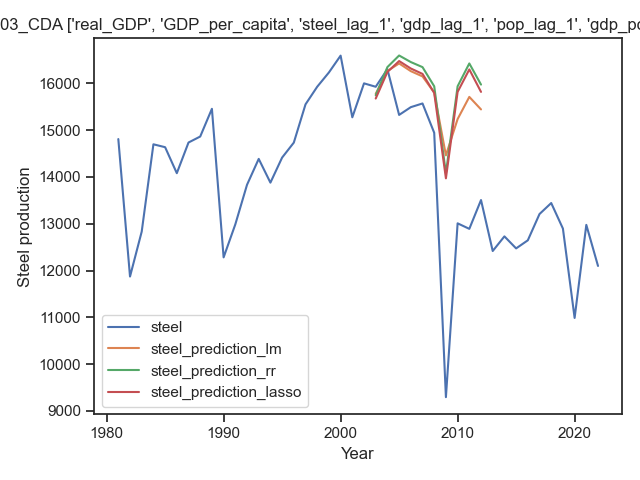 03_CDA ['real_GDP', 'GDP_per_capita', 'steel_lag_1', 'gdp_lag_1', 'pop_lag_1', 'gdp_po
16000
15000
14000
13000
12000
11000
10000
9000
Steel production
steel
steel_prediction_lm
steel_prediction_rr
steel_prediction_lasso
1980 1990 2000 2010 2020
Year